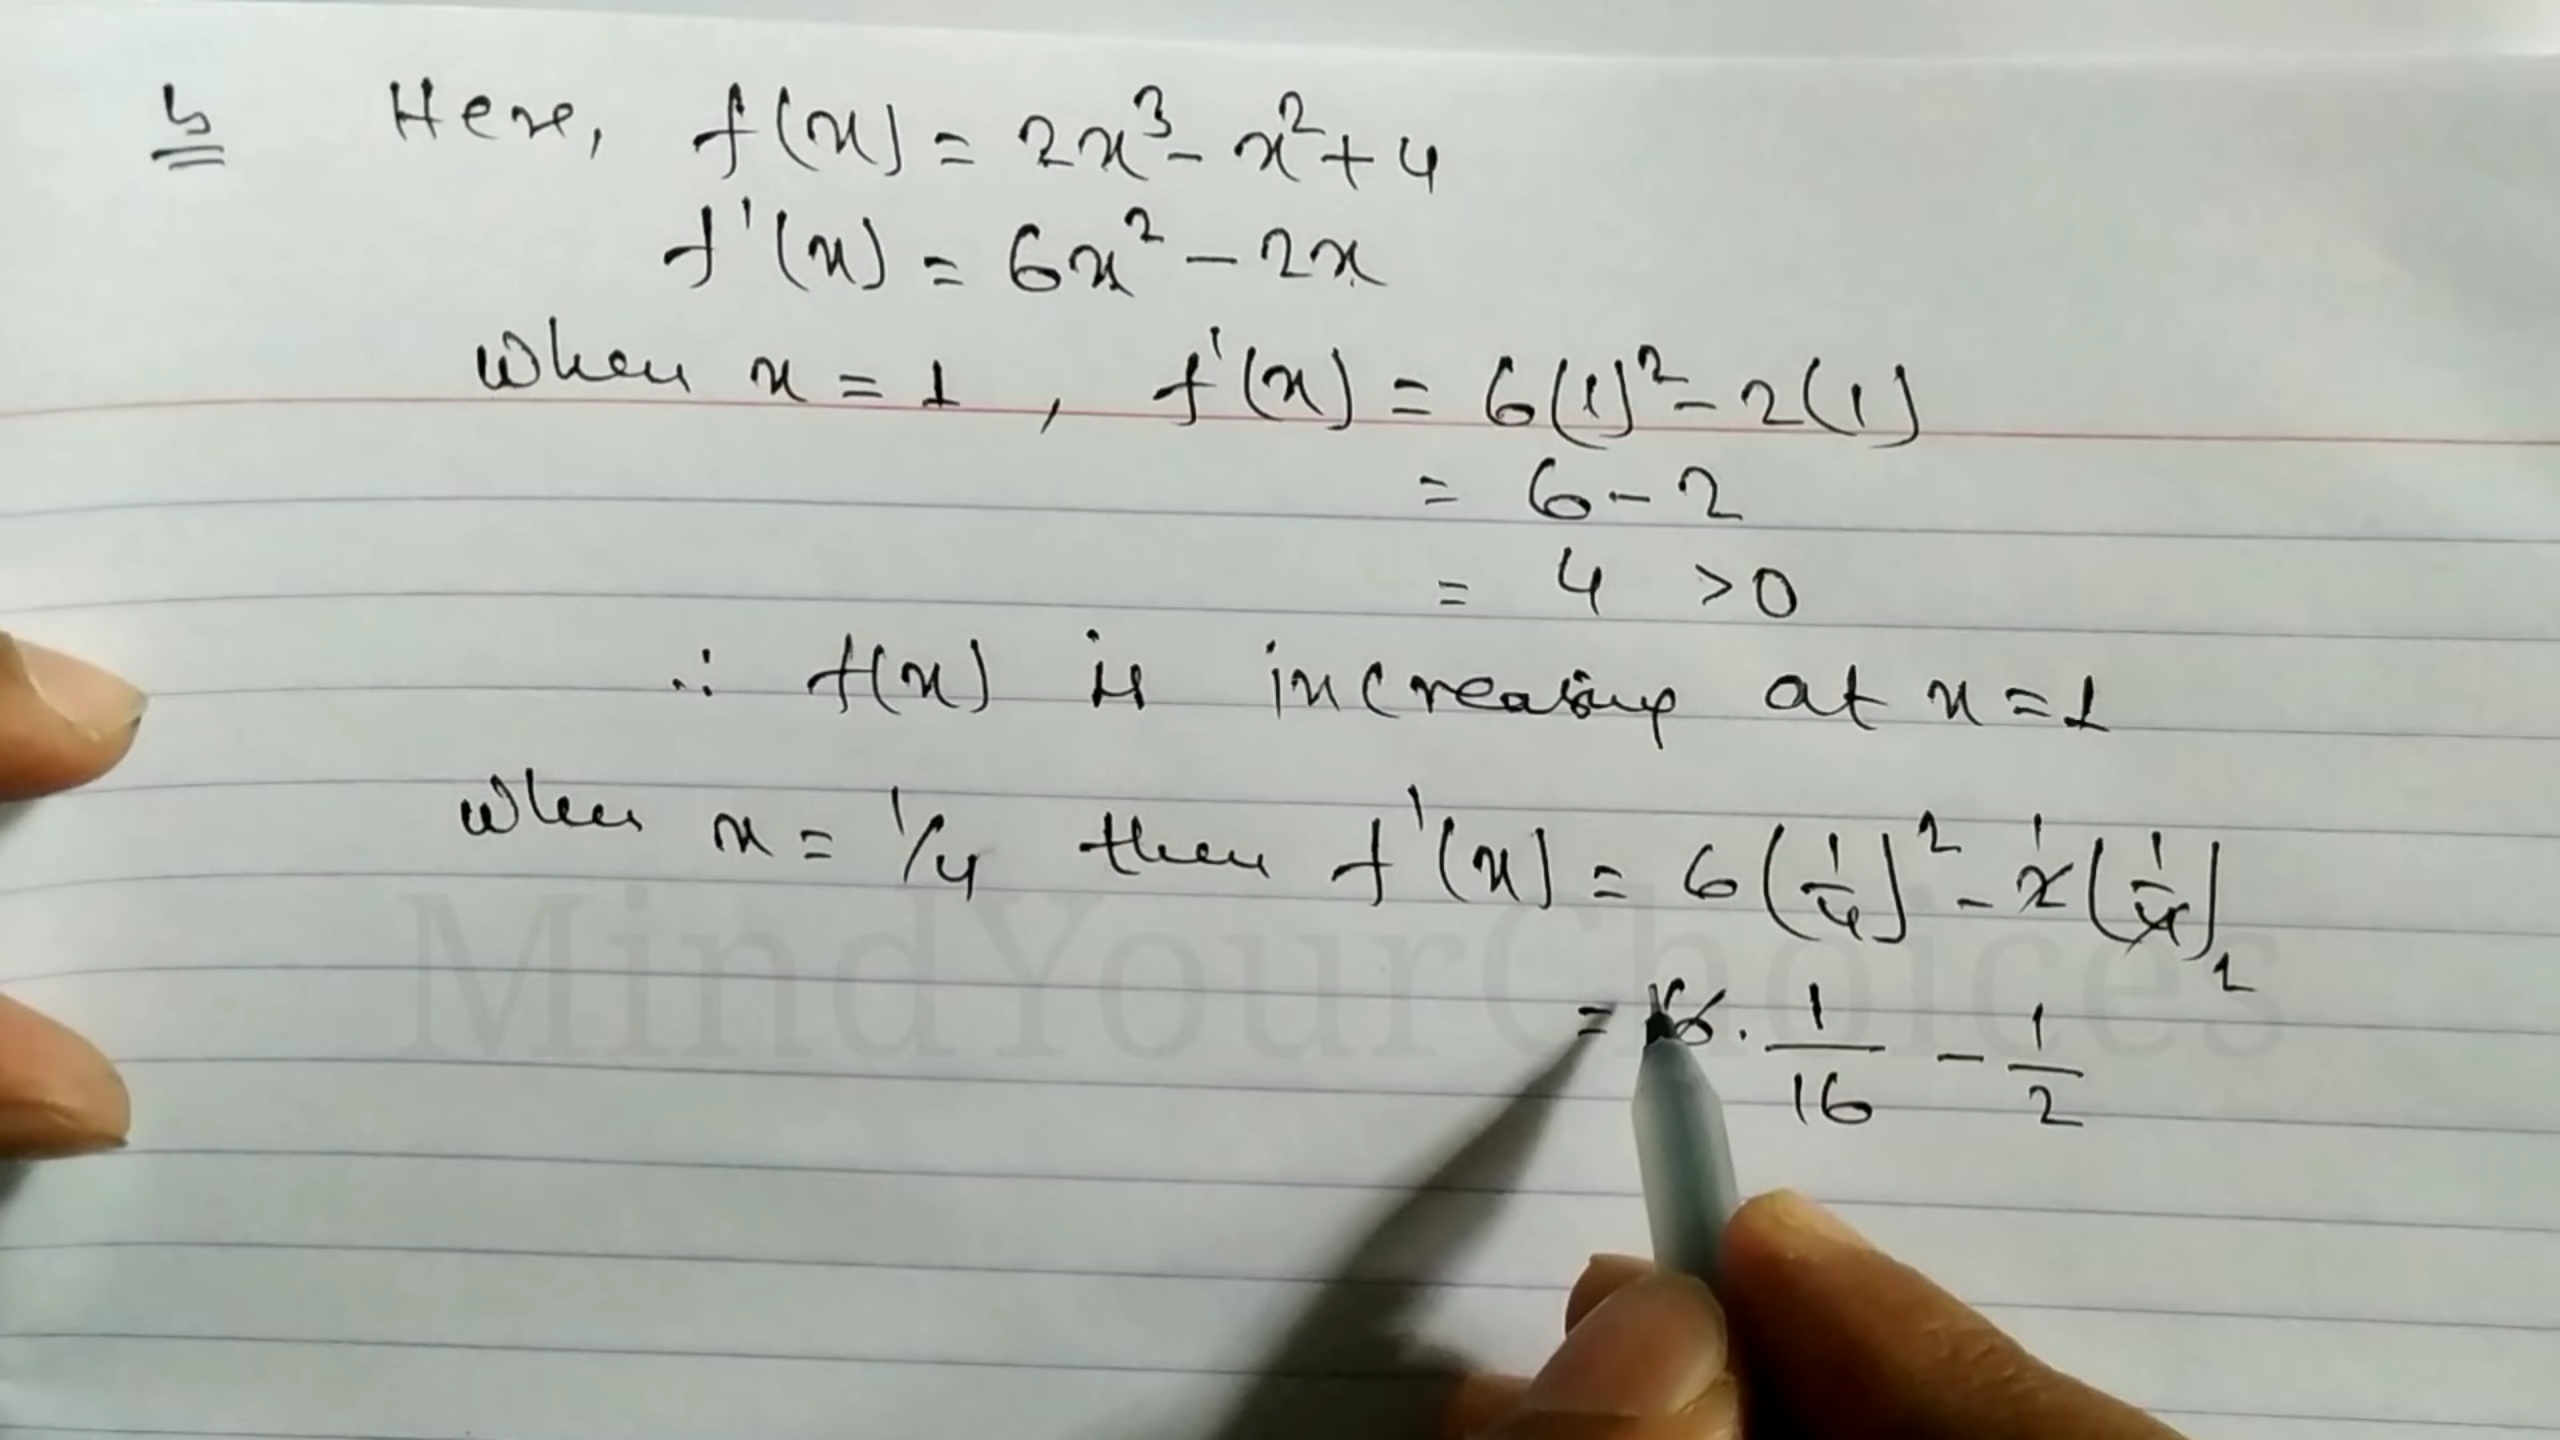 b Here, f(x) = 2x³ - x² + 4
f'(x) = 6x² - 2x
when x = 1, f'(x) = 6(1)² - 2(1)
= 6 - 2
= 4 > 0
∴ f(x) is increasing at x = 1
when x = 1/4 then f'(x) = 6(1/4)² - 2(1/4) 1 2
MindYourChoices
= 6 . 1/16 - 1/2